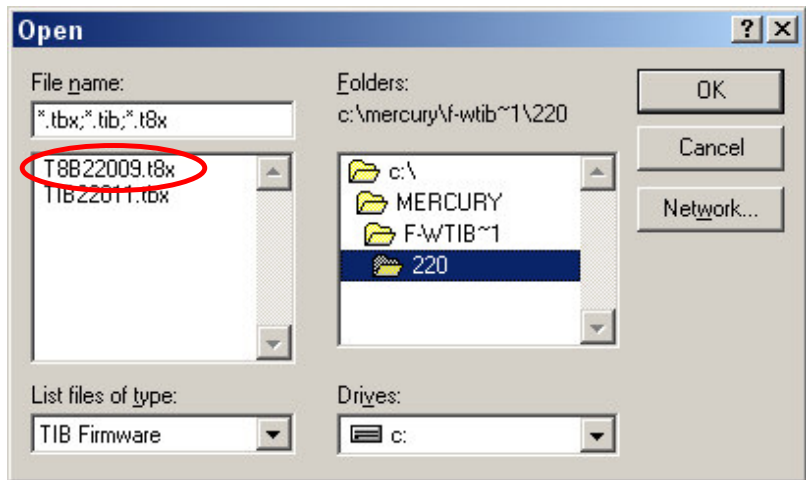 Open
File name:
*.tbx;*.tib;*.t8x
T8B22009.t8x
TIB22011.tbx
List files of type:
TIB Firmware
Folders:
c:\mercury\f-wtib~1\220
c:\
MERCURY
F-WTIB~1
220
Drives:
c:
OK
Cancel
Network...